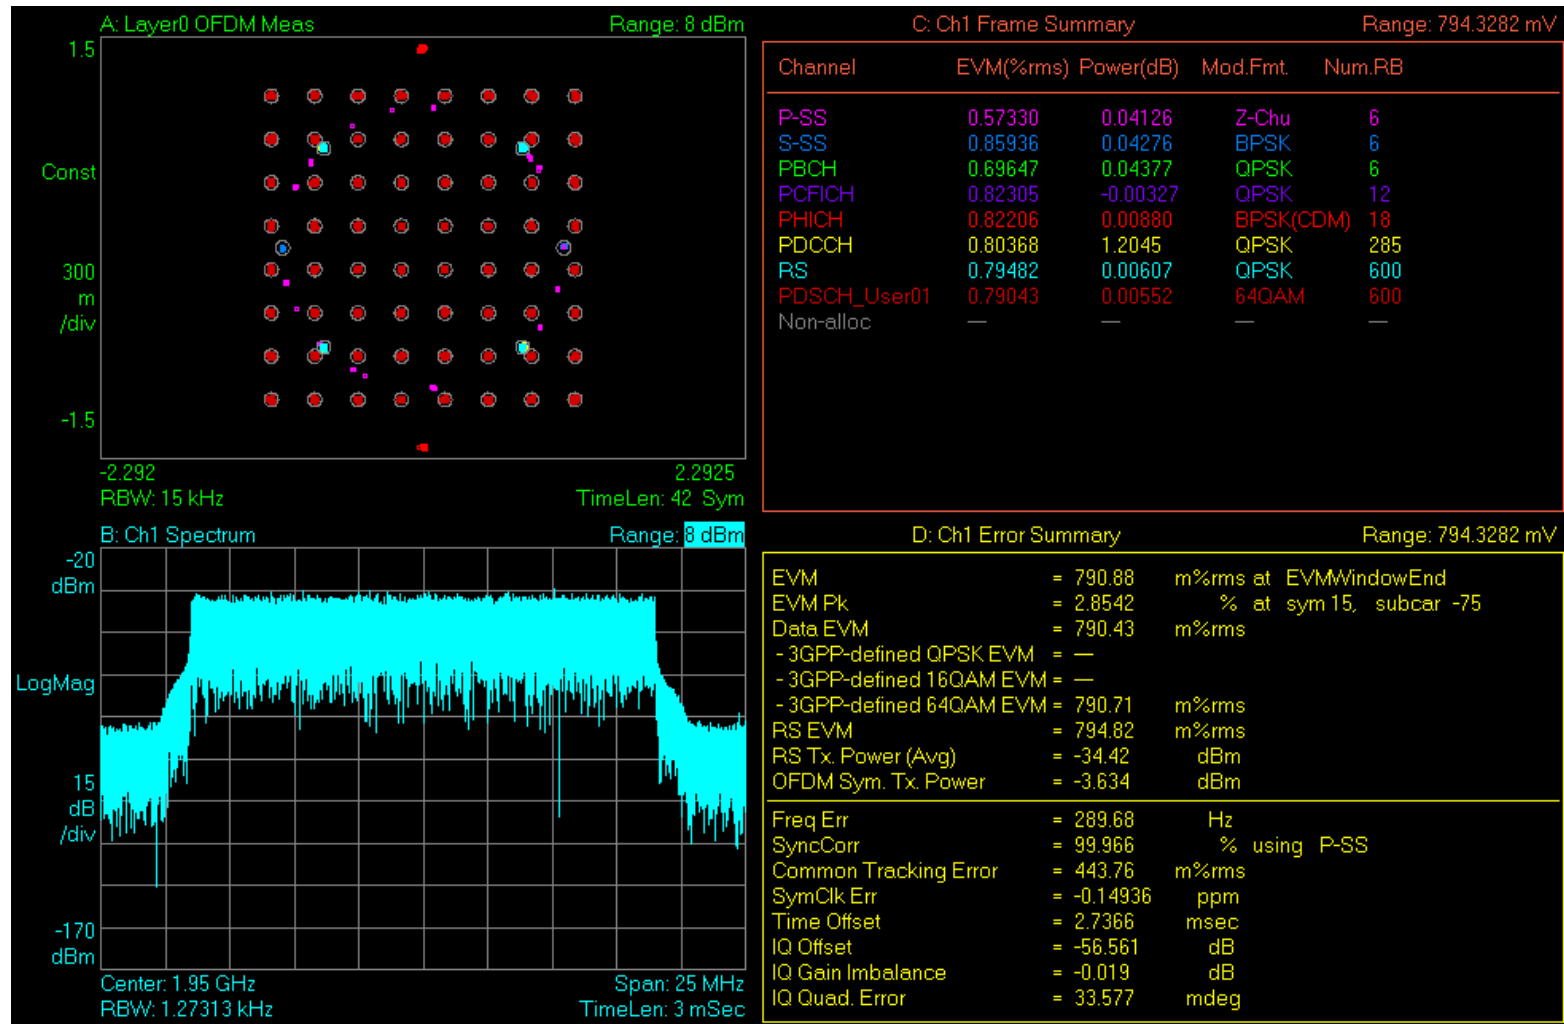 A: Layer0 OFDM Meas Range: 8 dBm
1.5
Const
300
m
/div
-1.5
-2.292 2.2925
RBW: 15 kHz TimeLen: 42 Sym
C: Ch1 Frame Summary Range: 794.3282 mV
Channel EVM(%rms) Power(dB) Mod.Fmt. Num.RB
P-SS 0.57330 0.04126 Z-Chu 6
S-SS 0.85936 0.04276 BPSK 6
PBCH 0.69647 0.04377 QPSK 6
PCFICH 0.82305 -0.00327 QPSK 12
PHICH 0.82206 0.00880 BPSK(CDM) 18
PDCCH 0.80368 1.2045 QPSK 285
RS 0.79482 0.00607 QPSK 600
PDSCH_User01 0.79043 0.00552 64QAM 600
Non-alloc — — — —
B: Ch1 Spectrum Range: 8 dBm
-20
dBm
LogMag
15
dB
/div
-170
dBm
Center: 1.95 GHz Span: 25 MHz
RBW: 1.27313 kHz TimeLen: 3 mSec
D: Ch1 Error Summary Range: 794.3282 mV
EVM = 790.88 m%rms at EVMWindowEnd
EVM Pk = 2.8542 % at sym 15, subcar -75
Data EVM = 790.43 m%rms
- 3GPP-defined QPSK EVM = —
- 3GPP-defined 16QAM EVM = —
- 3GPP-defined 64QAM EVM = 790.71 m%rms
RS EVM = 794.82 m%rms
RS Tx. Power (Avg) = -34.42 dBm
OFDM Sym. Tx. Power = -3.634 dBm
Freq Err = 289.68 Hz
SyncCorr = 99.966 % using P-SS
Common Tracking Error = 443.76 m%rms
SymClk Err = -0.14936 ppm
Time Offset = 2.7366 msec
IQ Offset = -56.561 dB
IQ Gain Imbalance = -0.019 dB
IQ Quad. Error = 33.577 mdeg